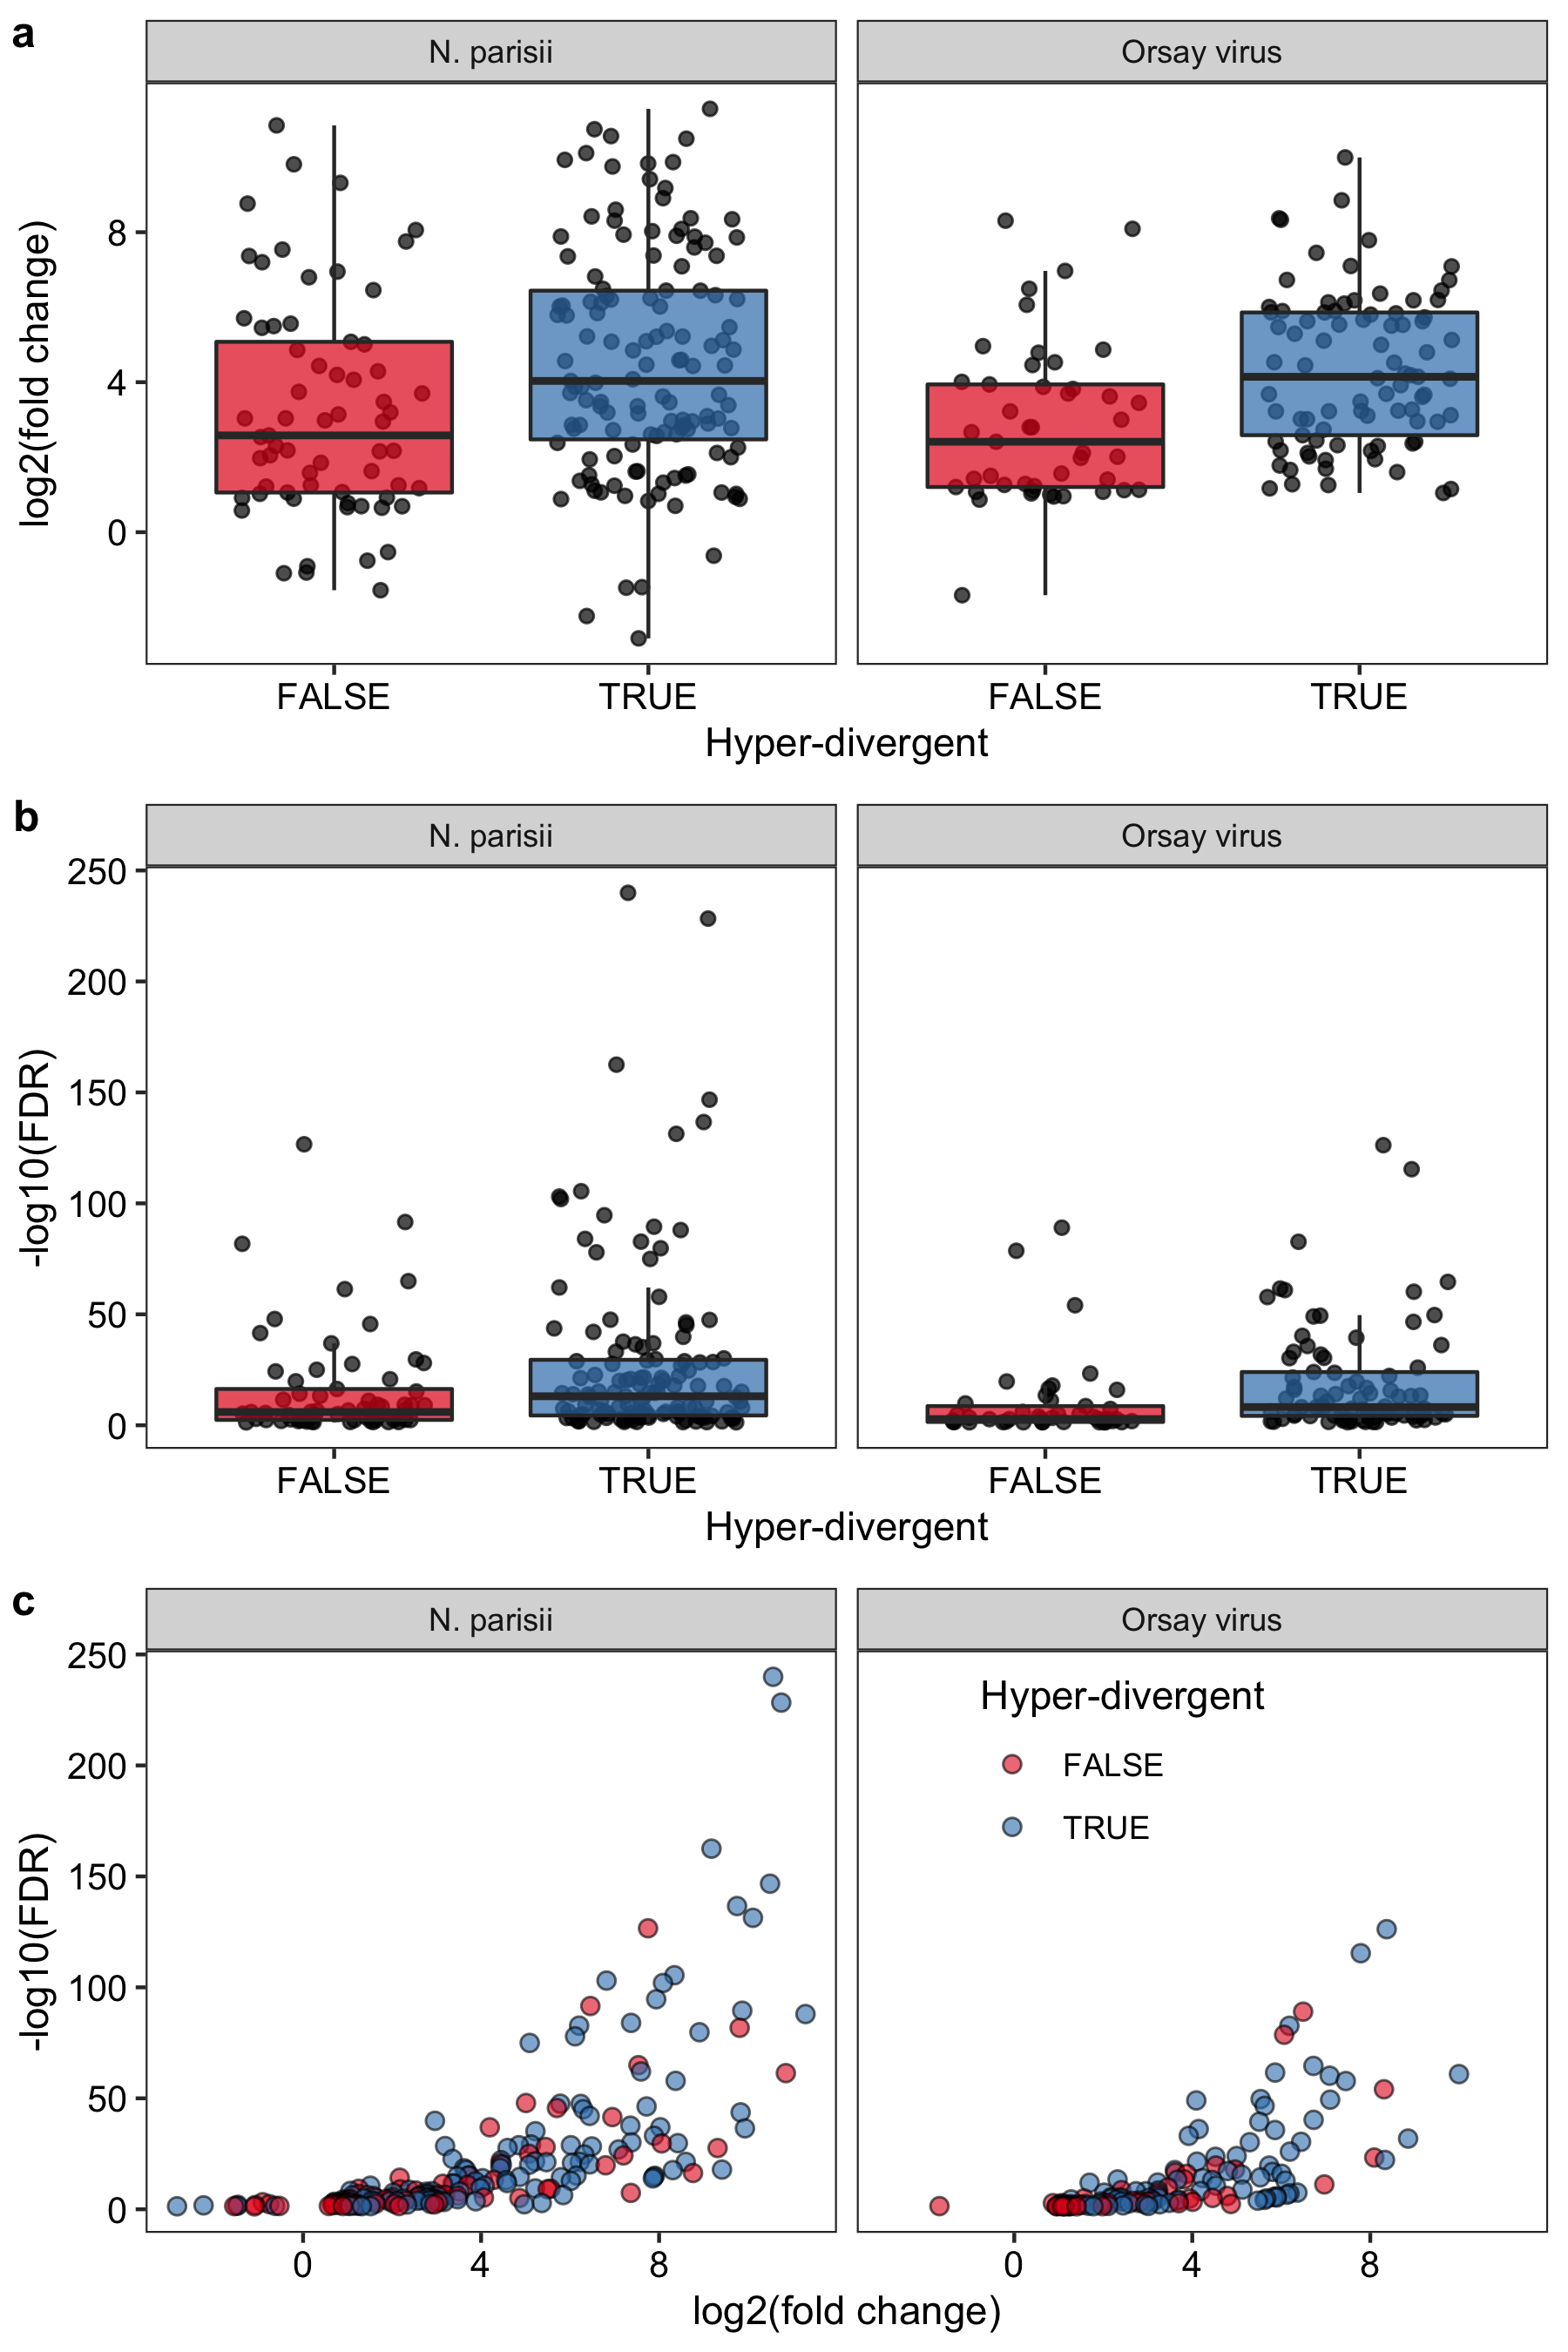 a
N. parisii
Orsay virus
log2(fold change)
8
4
0
FALSE
TRUE
FALSE
TRUE
Hyper-divergent
b
N. parisii
Orsay virus
-log10(FDR)
250
200
150
100
50
0
FALSE
TRUE
FALSE
TRUE
Hyper-divergent
c
N. parisii
Orsay virus
-log10(FDR)
250
200
150
100
50
0
Hyper-divergent
FALSE
TRUE
0
4
8
0
4
8
log2(fold change)